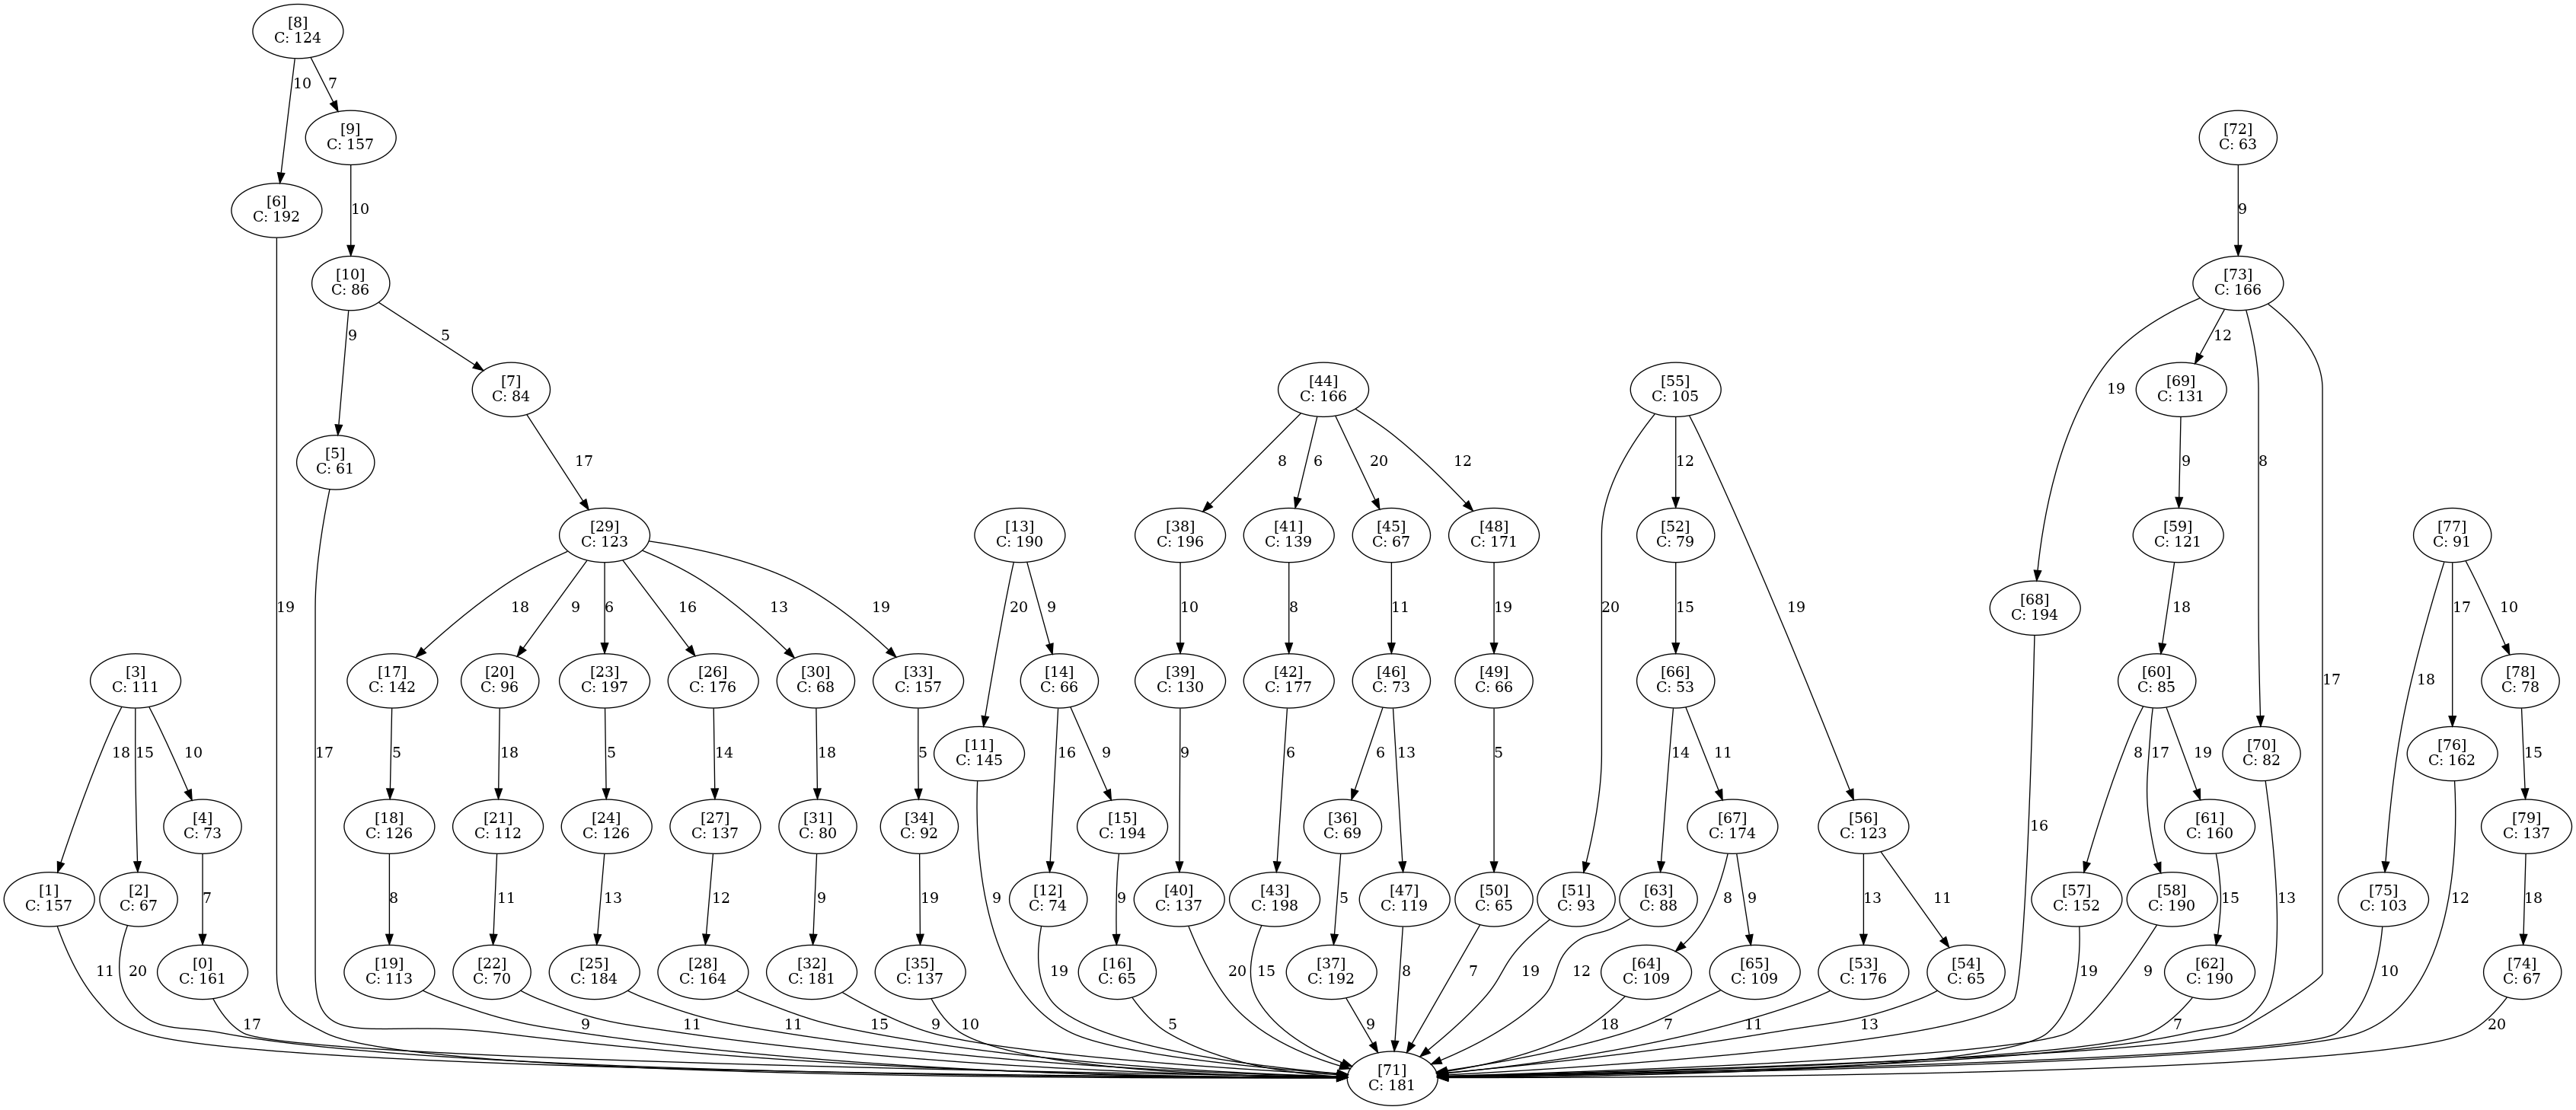 [8]
C: 124
10
7
[9]
C: 157
[72]
C: 63
[6]
C: 192
10
9
[10]
C: 86
[73]
C: 166
9
5
12
[7]
C: 84
[44]
C: 166
[55]
C: 105
19
[69]
C: 131
[5]
C: 61
17
8
6
20
12
12
9
8
[29]
C: 123
[13]
C: 190
[38]
C: 196
[41]
C: 139
[45]
C: 67
[48]
C: 171
[52]
C: 79
[59]
C: 121
[77]
C: 91
19
18
9
6
16
13
19
20
9
10
8
11
19
20
15
19
[68]
C: 194
18
17
10
[3]
C: 111
[17]
C: 142
[20]
C: 96
[23]
C: 197
[26]
C: 176
[30]
C: 68
[33]
C: 157
[14]
C: 66
[39]
C: 130
[42]
C: 177
[46]
C: 73
[49]
C: 66
[66]
C: 53
[60]
C: 85
17
18
[78]
C: 78
18
15
10
17
5
18
5
14
18
5
[11]
C: 145
16
9
9
6
6
13
5
14
11
8
17
19
[70]
C: 82
[76]
C: 162
15
[4]
C: 73
[18]
C: 126
[21]
C: 112
[24]
C: 126
[27]
C: 137
[31]
C: 80
[34]
C: 92
[15]
C: 194
[36]
C: 69
[67]
C: 174
[56]
C: 123
16
[61]
C: 160
[79]
C: 137
[1]
C: 157
[2]
C: 67
7
8
11
13
12
9
19
9
[12]
C: 74
9
[40]
C: 137
[43]
C: 198
5
[47]
C: 119
[50]
C: 65
[51]
C: 93
[63]
C: 88
8
9
13
11
[57]
C: 152
[58]
C: 190
15
13
[75]
C: 103
12
18
11
20
[0]
C: 161
[19]
C: 113
[22]
C: 70
[25]
C: 184
[28]
C: 164
[32]
C: 181
[35]
C: 137
19
[16]
C: 65
20
15
[37]
C: 192
8
7
19
12
[64]
C: 109
[65]
C: 109
[53]
C: 176
[54]
C: 65
19
9
[62]
C: 190
10
[74]
C: 67
17
9
11
11
15
9
10
5
9
18
7
11
13
7
20
[71]
C: 181